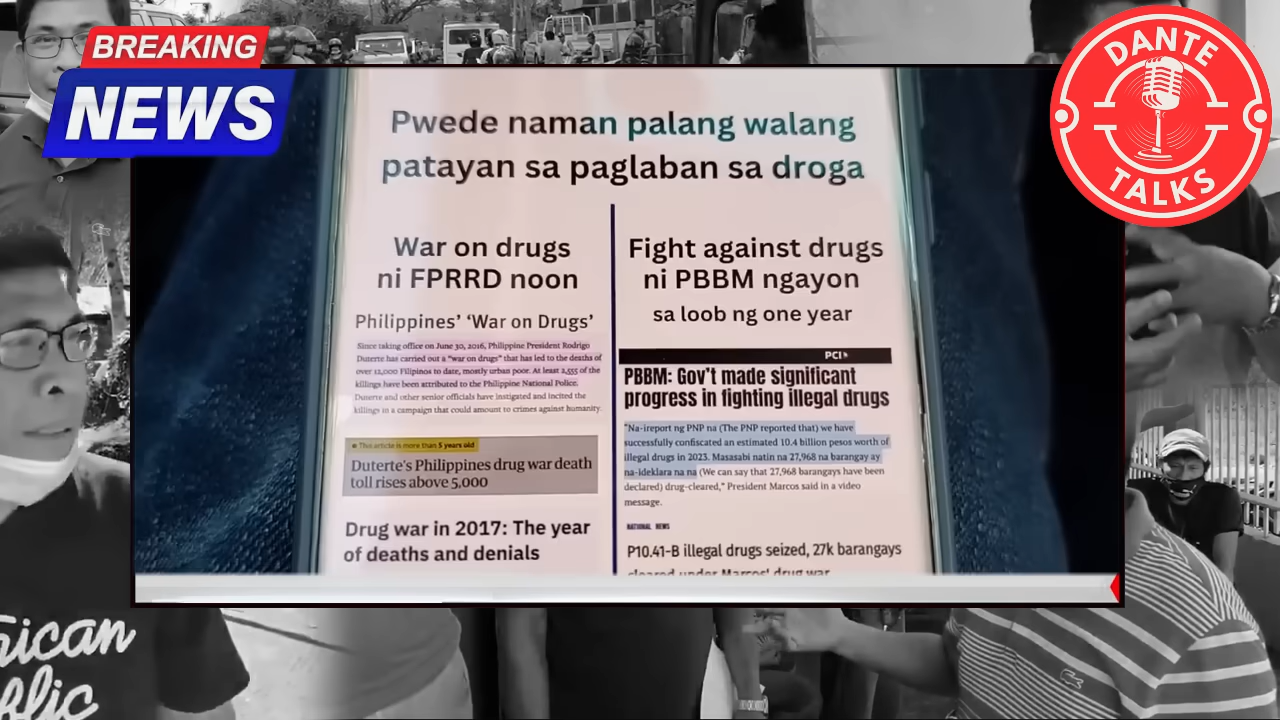 BREAKING
NEWS
DANTE
TALKS
Pwede naman palang walang
patayan sa paglaban sa droga
War on drugs
ni FPRRD noon
Philippines' 'War on Drugs'
Since taking office on June 30, 2016, Philippine President Rodrigo
Duterte has carried out a "war on drugs" that has led to the deaths of
over 12,000 Filipinos to date, mostly urban poor. At least 2,555 of the
killings have been attributed to the Philippine National Police.
Duterte and other senior officials have instigated and incited the
killings in a campaign that could amount to crimes against humanity.
This article is more than 5 years old
Duterte's Philippines drug war death
toll rises above 5,000
Drug war in 2017: The year
of deaths and denials
Fight against drugs
ni PBBM ngayon
sa loob ng one year
PCI
PBBM: Gov't made significant
progress in fighting illegal drugs
"Na-ireport ng PNP na (The PNP reported that) we have
successfully confiscated an estimated 10.4 billion pesos worth of
illegal drugs in 2023. Masasabi natin na 27,968 na barangay ay
na-ideklara na na (We can say that 27,968 barangays have been
declared) drug-cleared," President Marcos said in a video
message.
NATIONAL NEWS
P10.41-B illegal drugs seized, 27k barangays
cleared under Marcos' drug war
rican
blic